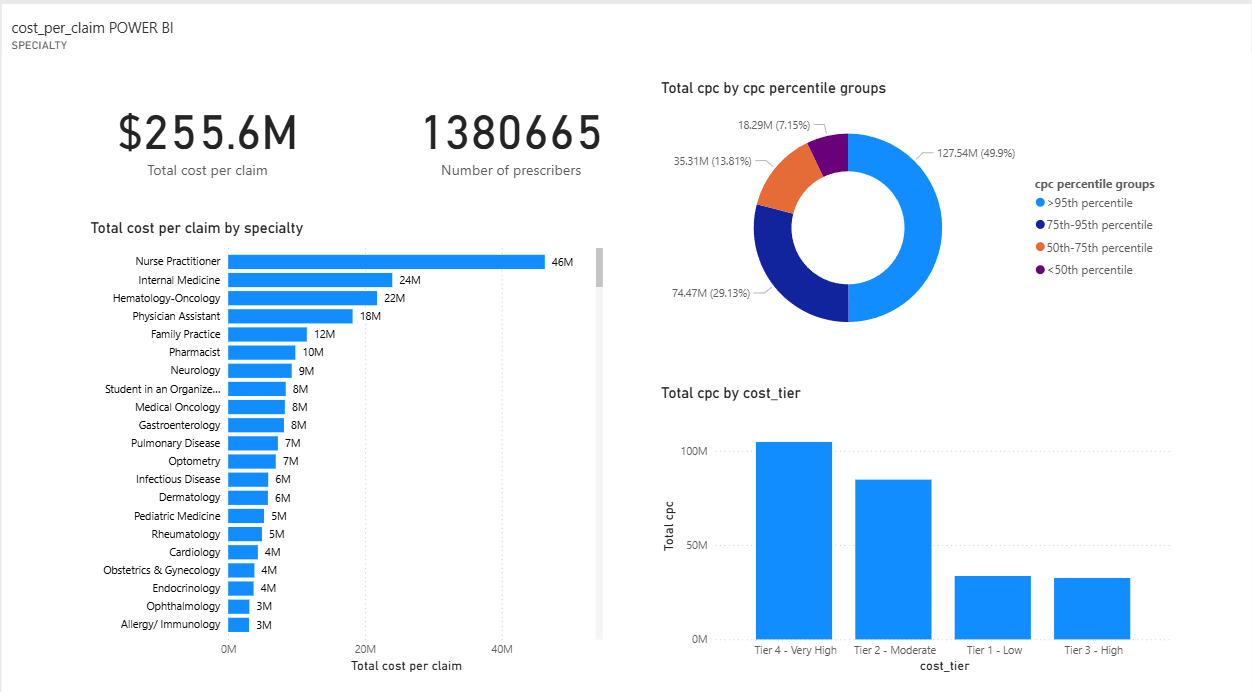 cost_per_claim POWER BI
SPECIALTY
$255.6M
Total cost per claim
1380665
Number of prescribers
Total cost per claim by specialty
Nurse Practitioner 46M
Internal Medicine 24M
Hematology-Oncology 22M
Physician Assistant 18M
Family Practice 12M
Pharmacist 10M
Neurology 9M
Student in an Organize... 8M
Medical Oncology 8M
Gastroenterology 8M
Pulmonary Disease 7M
Optometry 7M
Infectious Disease 6M
Dermatology 6M
Pediatric Medicine 5M
Rheumatology 5M
Cardiology 4M
Obstetrics & Gynecology 4M
Endocrinology 4M
Ophthalmology 3M
Allergy/ Immunology 3M
0M 20M 40M
Total cost per claim
Total cpc by cpc percentile groups
18.29M (7.15%)
127.54M (49.9%)
35.31M (13.81%)
74.47M (29.13%)
cpc percentile groups
>95th percentile
75th-95th percentile
50th-75th percentile
<50th percentile
Total cpc by cost_tier
100M
50M
0M
Total cpc
Tier 4 - Very High Tier 2 - Moderate Tier 1 - Low Tier 3 - High
cost_tier